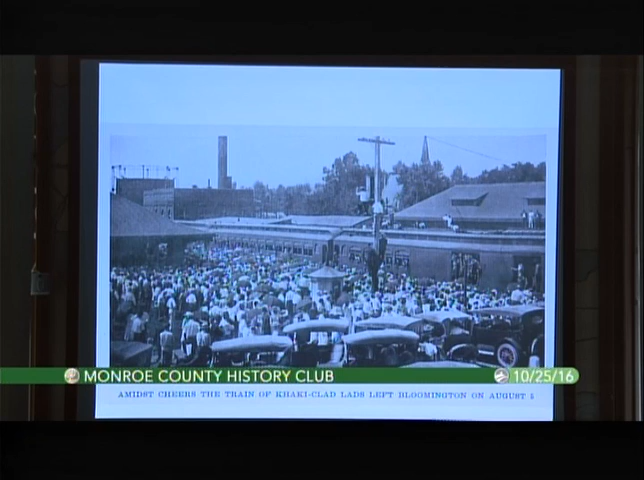 MONROE COUNTY HISTORY CLUB
10/25/16
AMIDST CHEERS THE TRAIN OF KHAKI-CLAD LADS LEFT BLOOMINGTON ON AUGUST 5